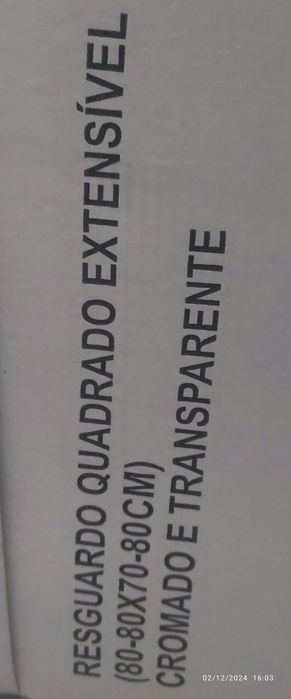 RESGUARDO QUADRADO EXTENSÍVEL
(80-80X70-80CM)
CROMADO E TRANSPARENTE
02/12/2024 16:03